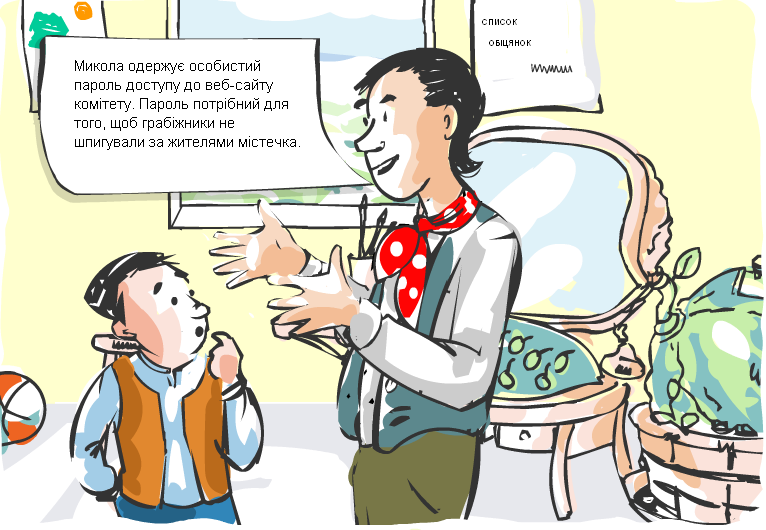 список
обіцянок
Микола одержує особистий
пароль доступу до веб-сайту
комітету. Пароль потрібний для
того, щоб грабіжники не
шпигували за жителями містечка.